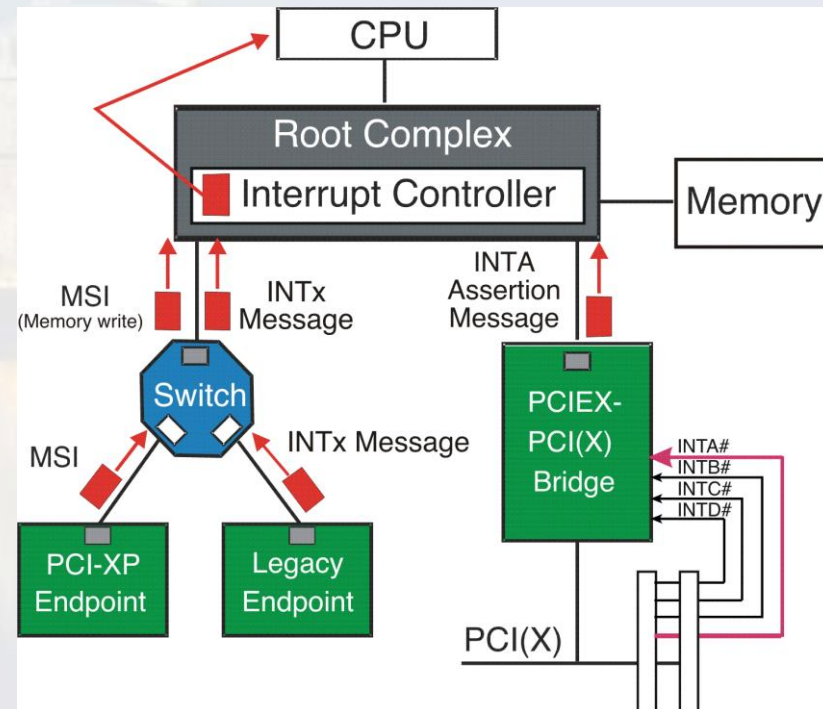 CPU
Root Complex
Interrupt Controller
Memory
MSI
(Memory write)
INTx
Message
INTA
Assertion
Message
Switch
PCIEX-
PCI(X)
Bridge
INTA#
INTB#
INTC#
INTD#
MSI
INTx Message
PCI-XP
Endpoint
Legacy
Endpoint
PCI(X)